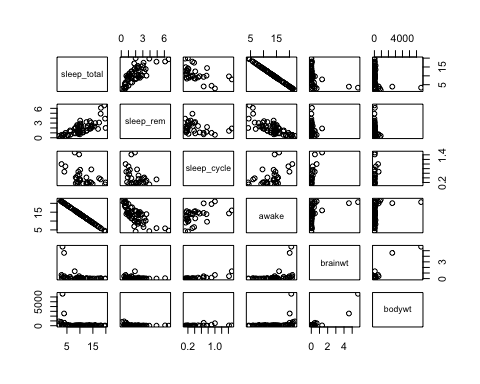 0 3 6
5 15
0 4000
sleep_total
5 15
0 3 6
sleep_rem
sleep_cycle
0.2 1.4
5 15
awake
brainwt
0 3
0 5000
bodywt
5 15
0.2 1.0
0 2 4